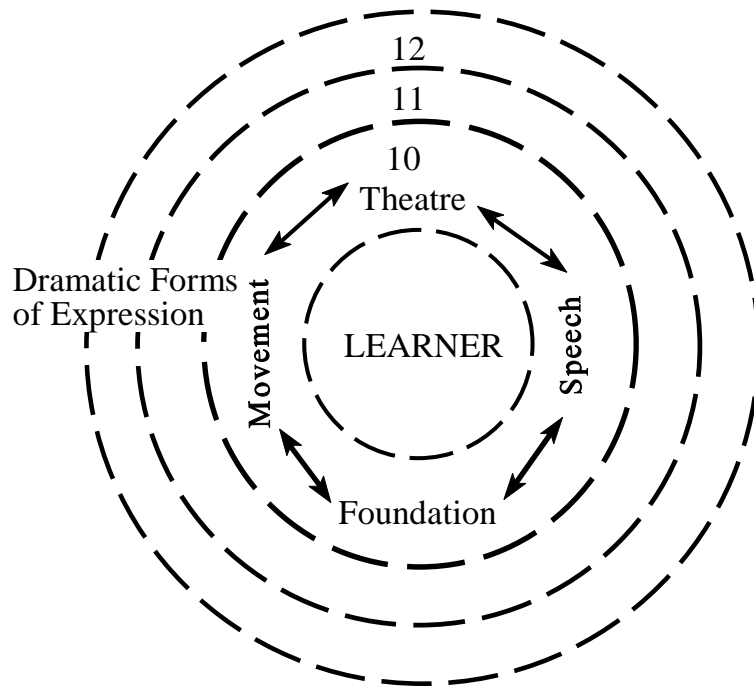 12
11
10
Theatre
Dramatic Forms
of Expression
Movement
LEARNER
Speech
Foundation